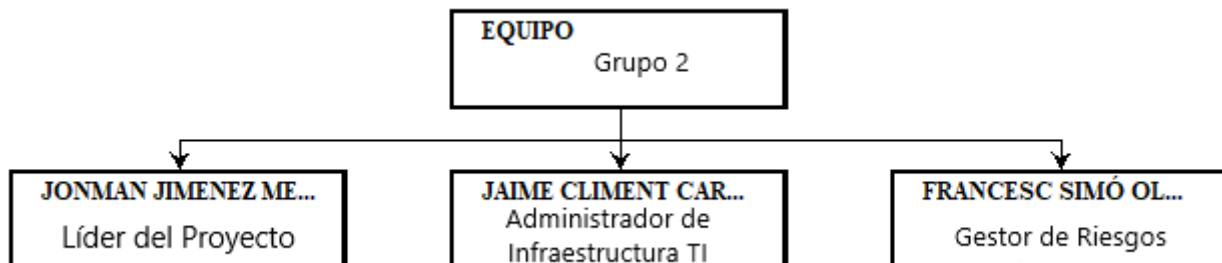 EQUIPO
Grupo 2
JONMAN JIMENEZ ME...
Líder del Proyecto
JAIME CLIMENT CAR...
Administrador de
Infraestructura TI
FRANCESC SIMÓ OL...
Gestor de Riesgos